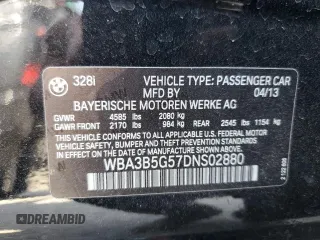 328i VEHICLE TYPE: PASSENGER CAR
MFD BY 04/13
BAYERISCHE MOTOREN WERKE AG
GVWR 4585 lbs 2080 kg
GAWR FRONT 2170 lbs 984 kg GAWR REAR 2545 lbs 1154 kg
THIS VEHICLE CONFORMS TO ALL APPLICABLE FEDERAL MOTOR VEHICLE SAFETY, BUMPER, AND THEFT PREVENTION STANDARDS IN EFFECT ON THE DATE OF MANUFACTURE SHOWN ABOVE.
WBA3B5G57DNS02880
AUTOBIDMASTER